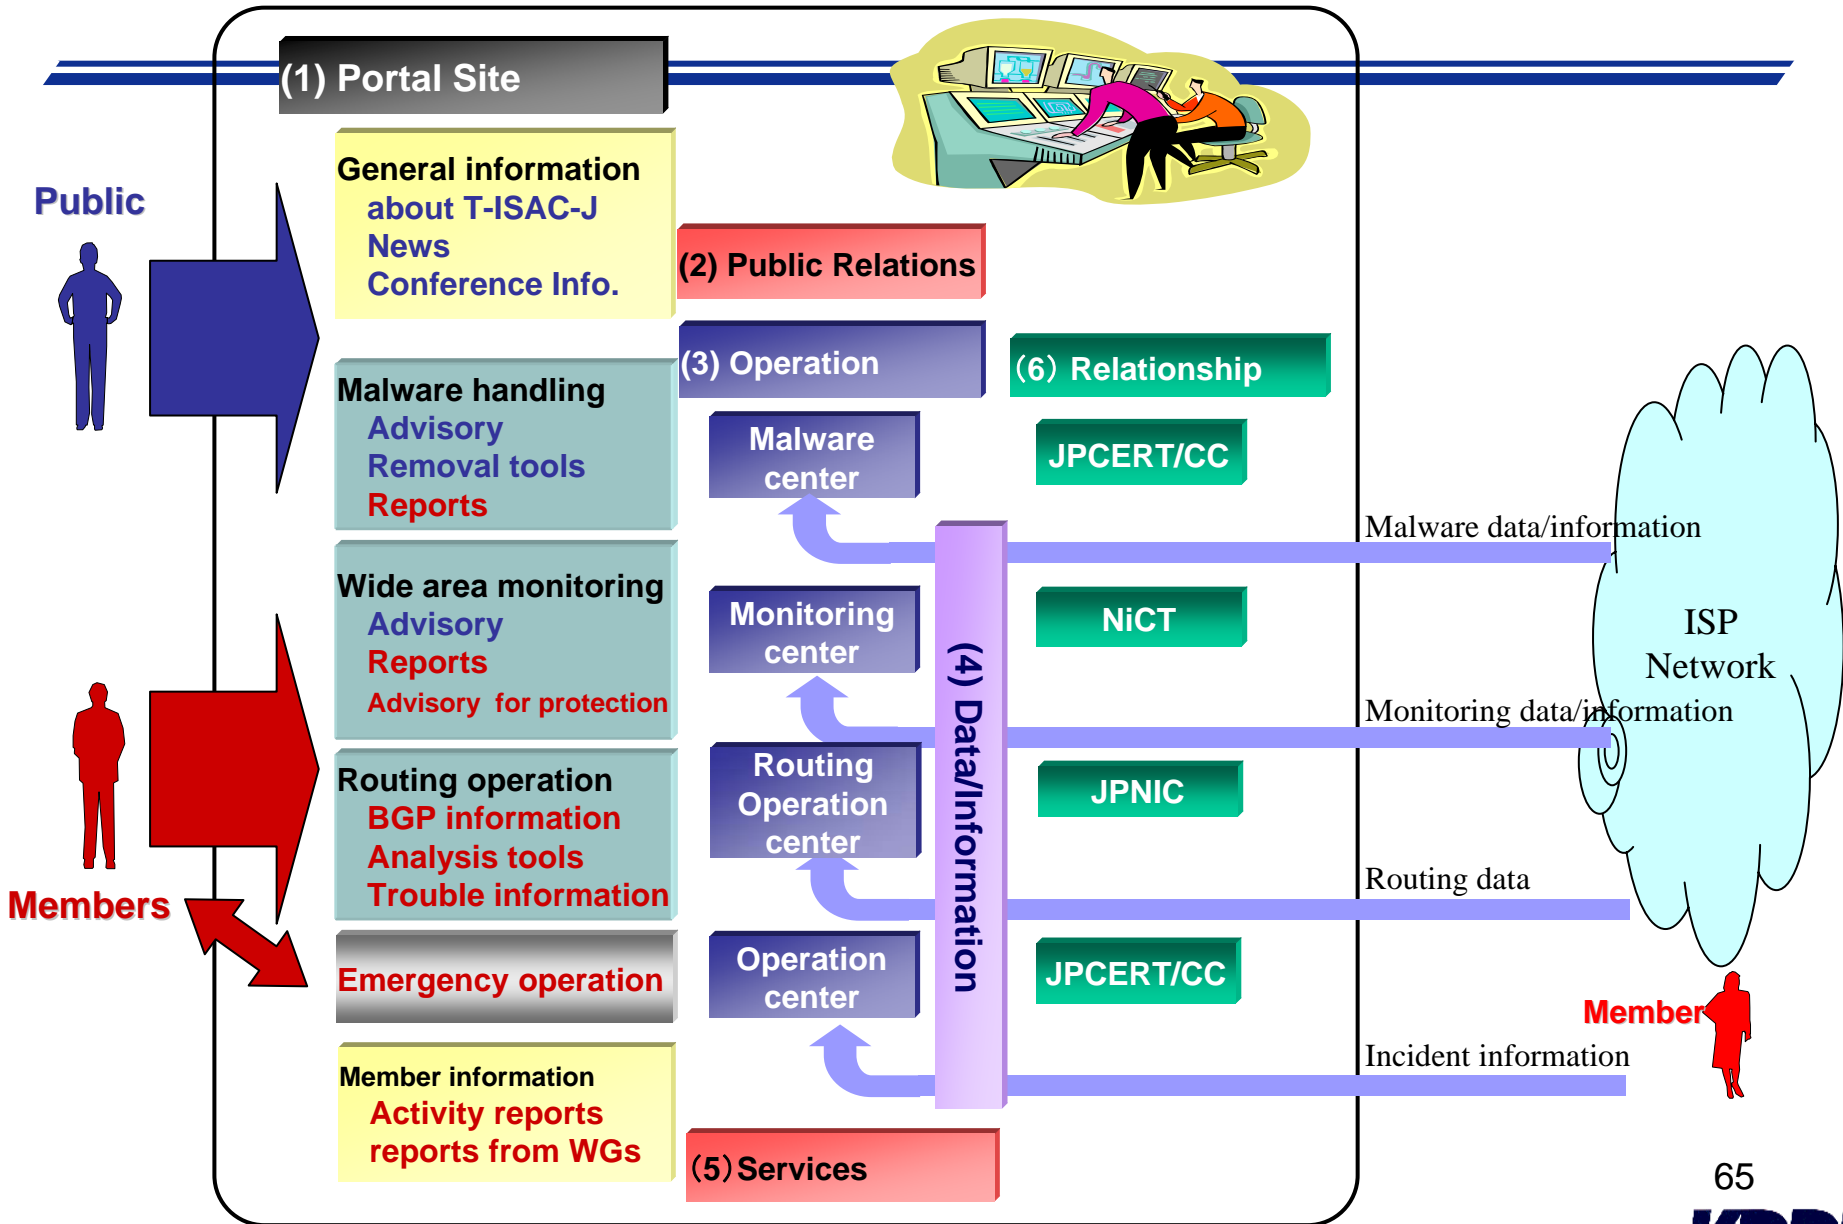 (1) Portal Site
Public
General information
about T-ISAC-J
News
Conference Info.
(2) Public Relations
(3) Operation
(6) Relationship
Malware handling
Advisory
Removal tools
Reports
Malware
center
JPCERT/CC
Malware data/information
Wide area monitoring
Advisory
Reports
Advisory for protection
Monitoring
center
NiCT
(4) Data/Information
ISP
Network
Monitoring data/information
Routing operation
BGP information
Analysis tools
Trouble information
Routing
Operation
center
JPNIC
Routing data
Members
Emergency operation
Operation
center
JPCERT/CC
Member
Incident information
Member information
Activity reports
reports from WGs
(5)Services
65